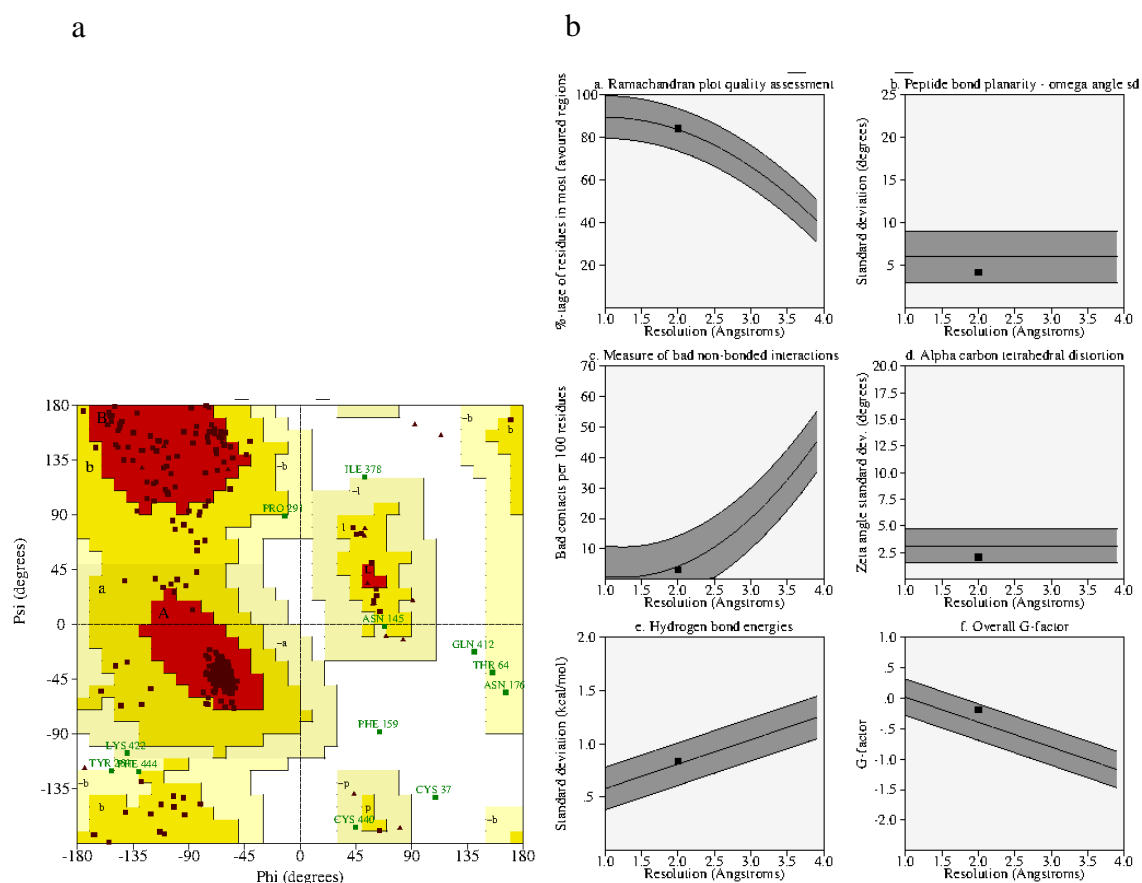 a
b
a. Ramachandran plot quality assessment
%-tage of residues in most favoured regions
100
80
60
40
20
1.0 1.5 2.0 2.5 3.0 3.5 4.0
Resolution (Angstroms)
b. Peptide bond planarity - omega angle sd
Standard deviation (degrees)
25
20
15
10
5
1.0 1.5 2.0 2.5 3.0 3.5 4.0
Resolution (Angstroms)
c. Measure of bad non-bonded interactions
Bad contacts per 100 residues
70
60
50
40
30
20
10
1.0 1.5 2.0 2.5 3.0 3.5 4.0
Resolution (Angstroms)
d. Alpha carbon tetrahedral distortion
Zeta angle standard dev. (degrees)
20.0
17.5
15.0
12.5
10.0
7.5
5.0
2.5
1.0 1.5 2.0 2.5 3.0 3.5 4.0
Resolution (Angstroms)
e. Hydrogen bond energies
Standard deviation (kcal/mol)
2.0
1.5
1.0
.5
1.0 1.5 2.0 2.5 3.0 3.5 4.0
Resolution (Angstroms)
f. Overall G-factor
G-factor
1.0
.5
.0
-.5
-1.0
-1.5
-2.0
1.0 1.5 2.0 2.5 3.0 3.5 4.0
Resolution (Angstroms)
Psi (degrees)
180
135
90
45
0
-45
-90
-135
B
~b
b
b
~b
ILE 378
~l
PRO 291
l
a
L
A
ASN 145
~a
GLN 412
THR 64
ASN 176
PHE 159
LYS 422
TYR
PHE 444
~b
~p
CYS 37
b
p
CYS 440
~b
-180 -135 -90 -45 0 45 90 135 180
Phi (degrees)